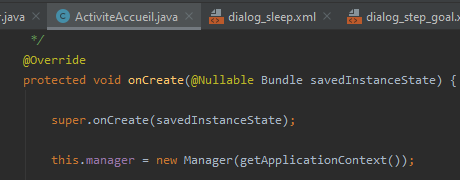 r.java ActiviteAccueil.java dialog_sleep.xml dialog_step_goal.x
*/
@Override
protected void onCreate(@Nullable Bundle savedInstanceState) {
super.onCreate(savedInstanceState);
this.manager = new Manager(getApplicationContext());